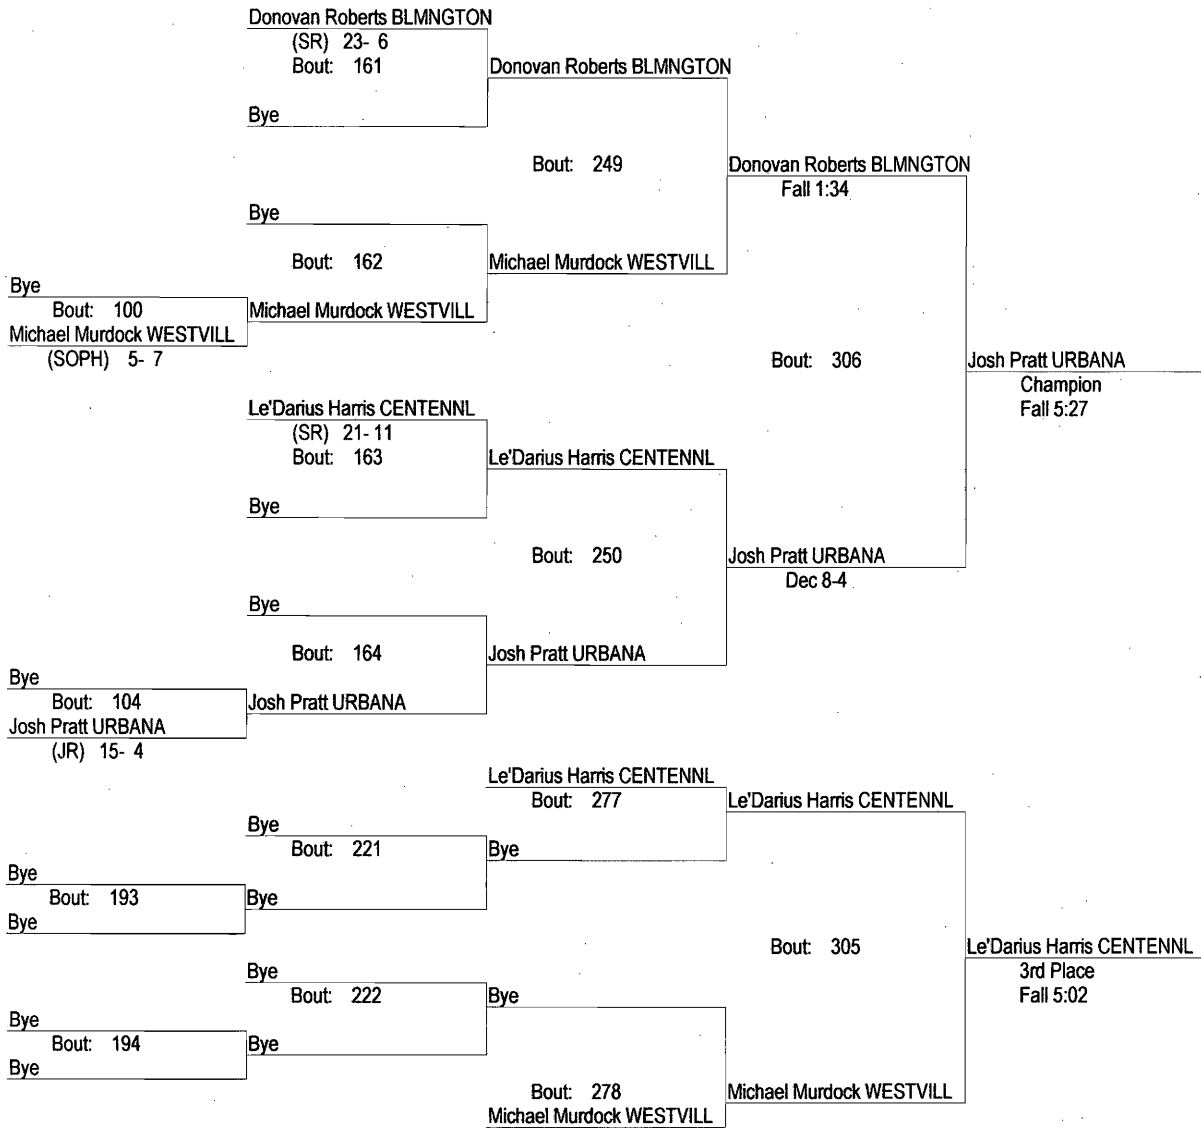 Donovan Roberts BLMNGTON
(SR) 23- 6
Bout: 161
Donovan Roberts BLMNGTON
Bye
Bout: 249
Donovan Roberts BLMNGTON
Fall 1:34
Bye
Bout: 162
Michael Murdock WESTVILL
Bye
Bout: 100
Michael Murdock WESTVILL
Michael Murdock WESTVILL
(SOPH) 5- 7
Bout: 306
Josh Pratt URBANA
Champion
Fall 5:27
Le'Darius Harris CENTENNL
(SR) 21- 11
Bout: 163
Le'Darius Harris CENTENNL
Bye
Bout: 250
Josh Pratt URBANA
Dec 8-4
Bye
Bout: 164
Josh Pratt URBANA
Bye
Bout: 104
Josh Pratt URBANA
Josh Pratt URBANA
(JR) 15- 4
Le'Darius Harris CENTENNL
Bout: 277
Le'Darius Harris CENTENNL
Bye
Bout: 221
Bye
Bye
Bout: 193
Bye
Bye
Bout: 305
Le'Darius Harris CENTENNL
3rd Place
Fall 5:02
Bye
Bout: 222
Bye
Bye
Bout: 194
Bye
Bye
Bout: 278
Michael Murdock WESTVILL
Michael Murdock WESTVILL